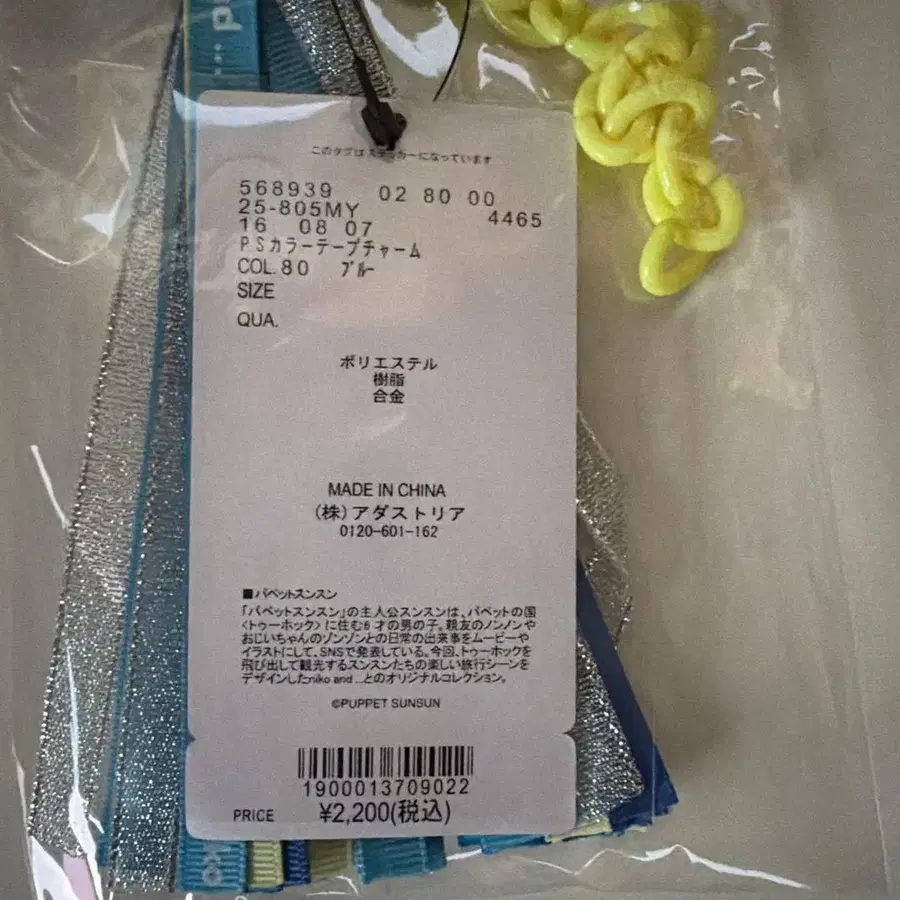 このタグはステッカーになっています
568939 02 80 00
25-805MY 4465
16 08 07
PSカラーテープチャーム
COL.80 ブルー
SIZE
QUA.
ポリエステル
樹脂
合金
MADE IN CHINA
(株)アダストリア
0120-601-162
■パペットスンスン
「パペットスンスン」の主人公スンスンは、パペットの国
<トゥーホック>に住む6才の男の子。親友のノンノンや
おじいちゃんのゾンゾンとの日常の出来事をムービーや
イラストにして、SNSで発表している。今回、トゥーホックを
飛び出して観光するスンスンたちの楽しい旅行シーンを
デザインしたniko and ...とのオリジナルコレクション。
©PUPPET SUNSUN
1900013709022
PRICE ¥2,200(税込)